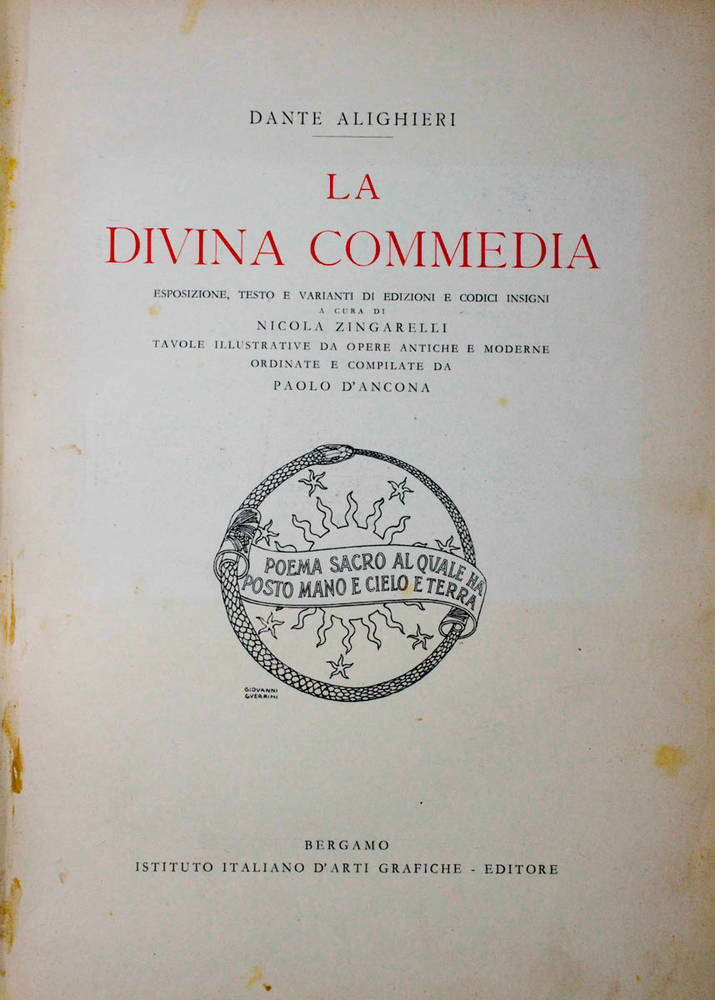 DANTE ALIGHIERI
LA
DIVINA COMMEDIA
ESPOSIZIONE, TESTO E VARIANTI DI EDIZIONI E CODICI INSIGNI
A CURA DI
NICOLA ZINGARELLI
TAVOLE ILLUSTRATIVE DA OPERE ANTICHE E MODERNE
ORDINATE E COMPILATE DA
PAOLO D'ANCONA
POEMA SACRO AL QUALE HA
POSTO MANO E CIELO E TERRA
GIOVANNI
GUERRINI
BERGAMO
ISTITUTO ITALIANO D'ARTI GRAFICHE - EDITORE